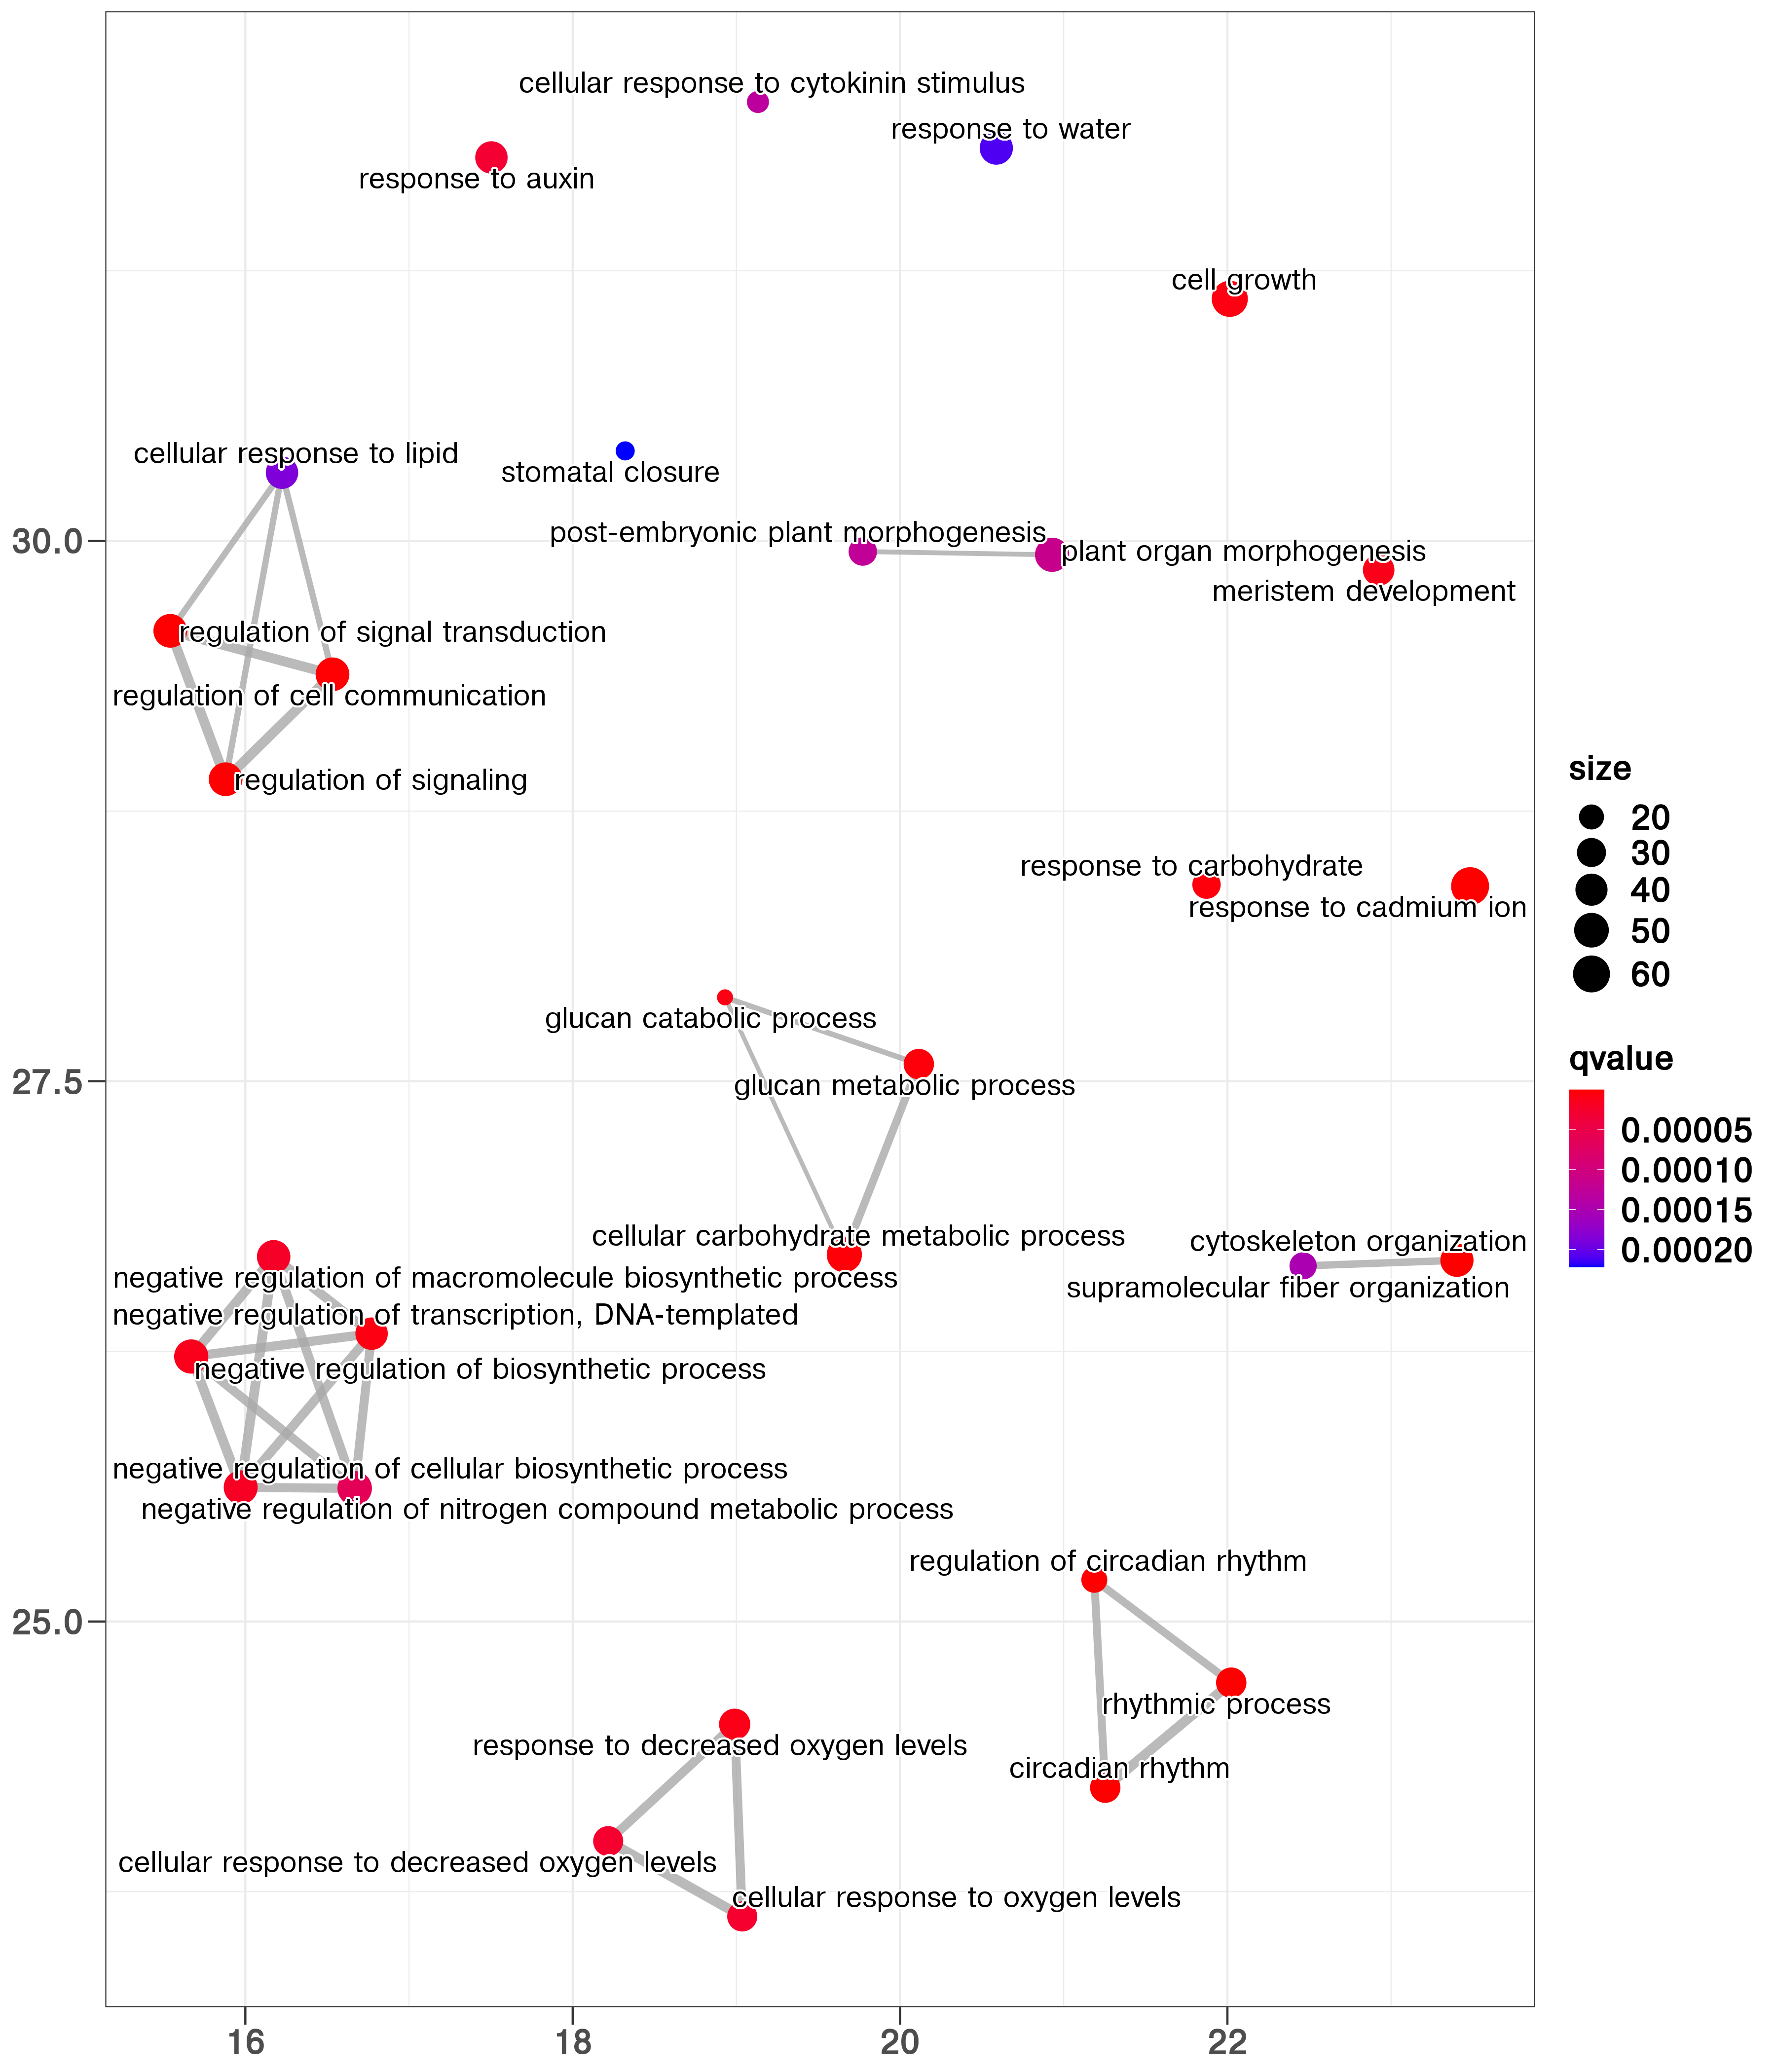 cellular response to cytokinin stimulus
response to water
response to auxin
cell growth
cellular response to lipid
stomatal closure
post-embryonic plant morphogenesis
plant organ morphogenesis
meristem development
regulation of signal transduction
regulation of cell communication
regulation of signaling
response to carbohydrate
response to cadmium ion
glucan catabolic process
glucan metabolic process
cellular carbohydrate metabolic process
cytoskeleton organization
supramolecular fiber organization
negative regulation of macromolecule biosynthetic process
negative regulation of transcription, DNA-templated
negative regulation of biosynthetic process
negative regulation of cellular biosynthetic process
negative regulation of nitrogen compound metabolic process
regulation of circadian rhythm
rhythmic process
circadian rhythm
response to decreased oxygen levels
cellular response to decreased oxygen levels
cellular response to oxygen levels
30.0
27.5
25.0
16
18
20
22
size
20
30
40
50
60
qvalue
0.00005
0.00010
0.00015
0.00020